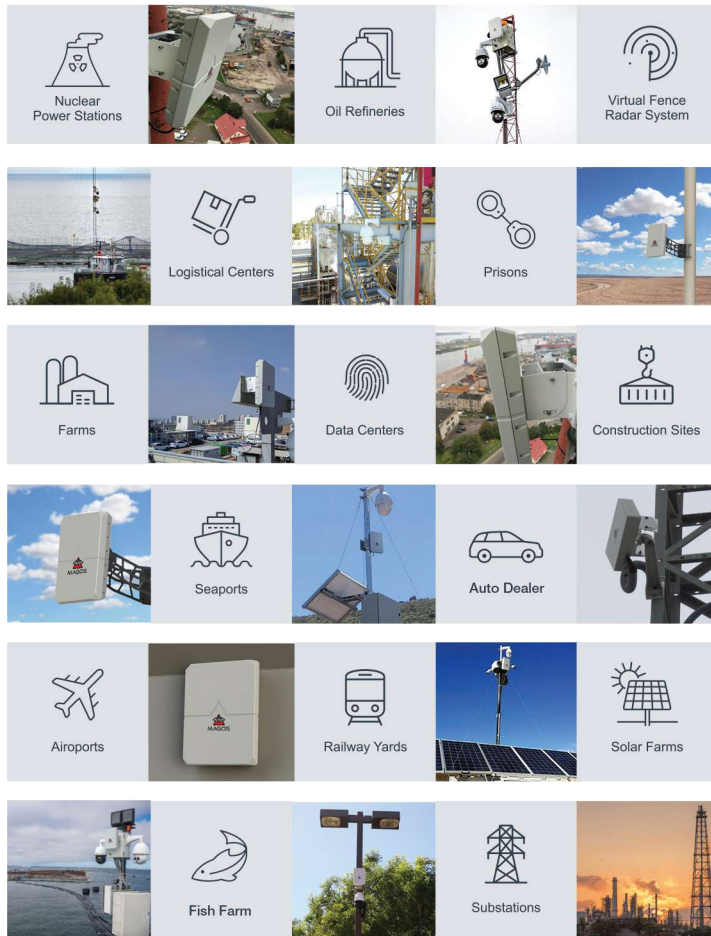 Nuclear
Power Stations
Oil Refineries
Virtual Fence
Radar System
Logistical Centers
Prisons
Farms
Data Centers
Construction Sites
MAGOS
Seaports
Auto Dealer
Airoports
MAGOS
Railway Yards
Solar Farms
Fish Farm
Substations